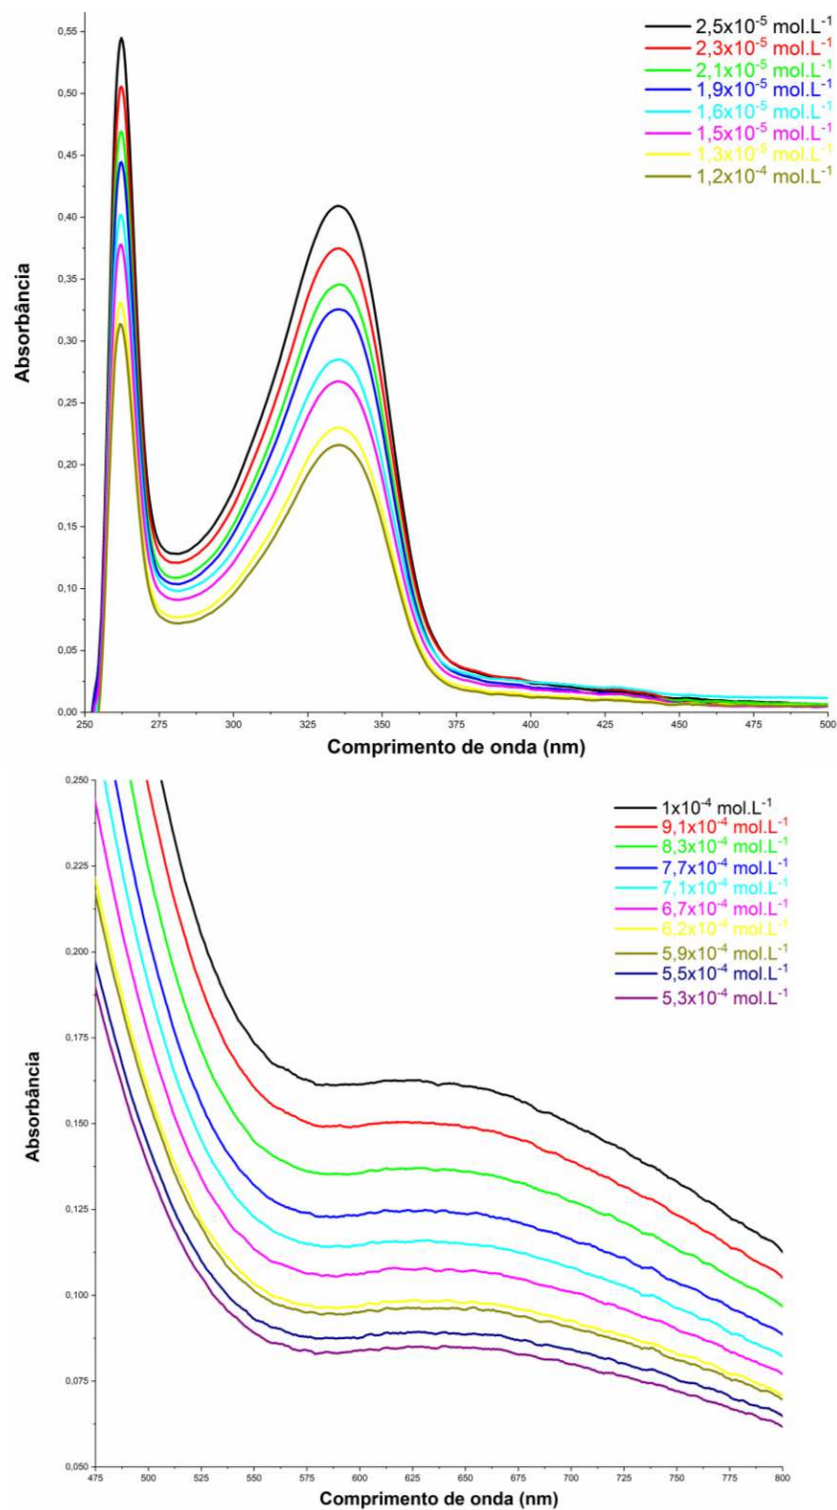 0,55
2,5x10⁻⁵ mol.L⁻¹
2,3x10⁻⁵ mol.L⁻¹
0,50
2,1x10⁻⁵ mol.L⁻¹
1,9x10⁻⁵ mol.L⁻¹
0,45
1,6x10⁻⁵ mol.L⁻¹
1,5x10⁻⁵ mol.L⁻¹
0,40
1,3x10⁻⁵ mol.L⁻¹
1,2x10⁻⁴ mol.L⁻¹
0,35
0,30
0,25
0,20
0,15
0,10
0,05
0,00
Absorbância
250 275 300 325 350 375 400 425 450 475 500
Comprimento de onda (nm)
0,250
1x10⁻⁴ mol.L⁻¹
9,1x10⁻⁴ mol.L⁻¹
8,3x10⁻⁴ mol.L⁻¹
0,225
7,7x10⁻⁴ mol.L⁻¹
7,1x10⁻⁴ mol.L⁻¹
6,7x10⁻⁴ mol.L⁻¹
6,2x10⁻⁴ mol.L⁻¹
0,200
5,9x10⁻⁴ mol.L⁻¹
5,5x10⁻⁴ mol.L⁻¹
5,3x10⁻⁴ mol.L⁻¹
0,175
0,150
0,125
0,100
0,075
0,050
Absorbância
475 500 525 550 575 600 625 650 675 700 725 750 775 800
Comprimento de onda (nm)